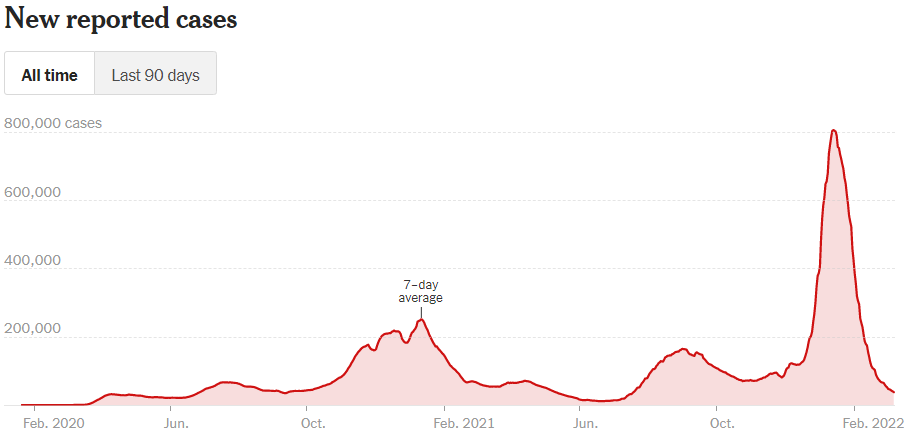 New reported cases
All time
Last 90 days
800,000 cases
600,000
400,000
7–day
average
200,000
Feb. 2020
Jun.
Oct.
Feb. 2021
Jun.
Oct.
Feb. 2022